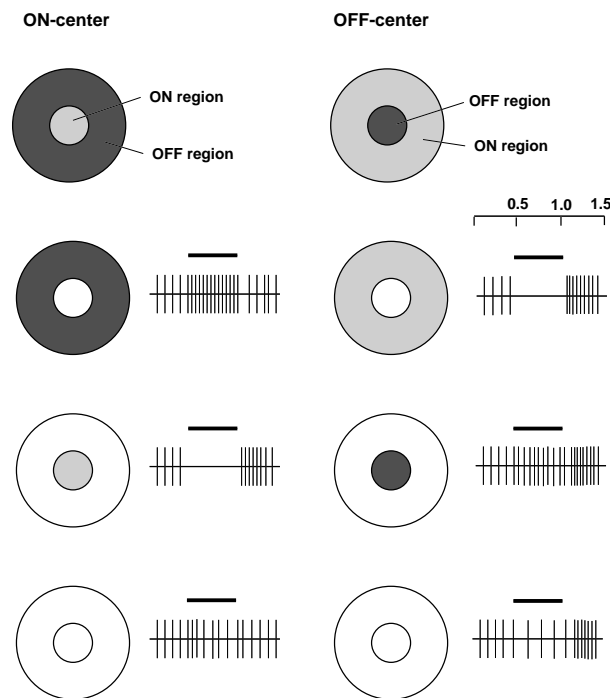 ON-center
OFF-center
ON region
OFF region
OFF region
ON region
0.5 1.0 1.5